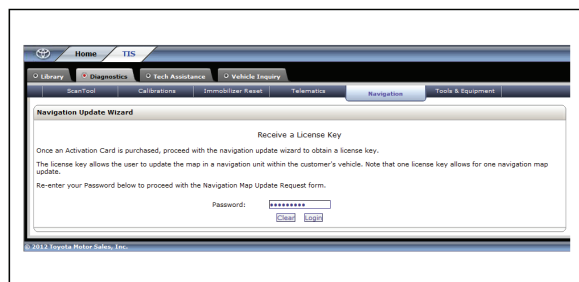 Home TIS
Library Diagnostics Tech Assistance Vehicle Inquiry
ScanTool Calibrations Immobilizer Reset Telematics Navigation Tools & Equipment
Navigation Update Wizard
Receive a License Key
Once an Activation Card is purchased, proceed with the navigation update wizard to obtain a license key.
The license key allows the user to update the map in a navigation unit within the customer's vehicle. Note that one license key allows for one navigation map
update.
Re-enter your Password below to proceed with the Navigation Map Update Request form.
Password: •••••••••
Clear Login
© 2012 Toyota Motor Sales, Inc.